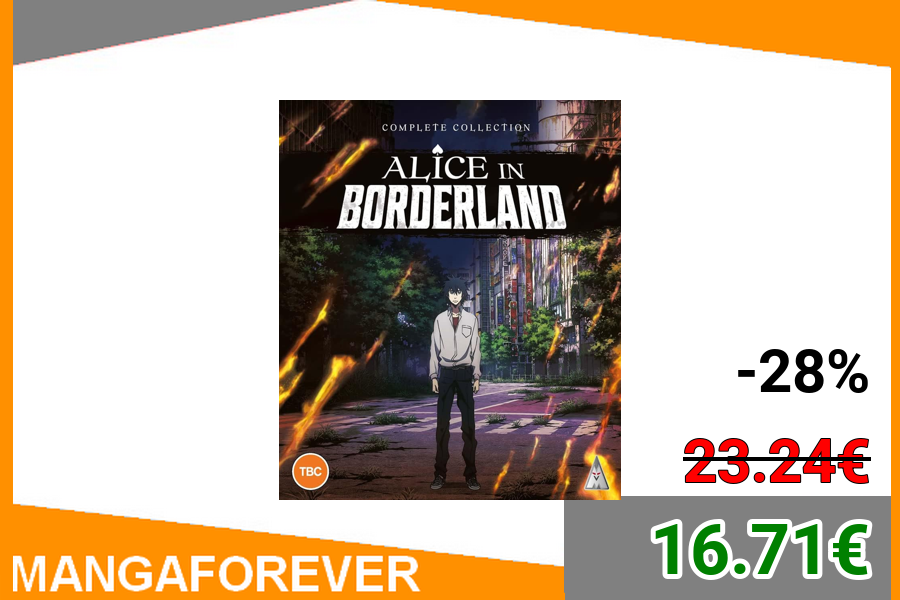 COMPLETE COLLECTION
ALICE IN
BORDERLAND
TBC
-28%
23.24€
16.71€
MANGAFOREVER